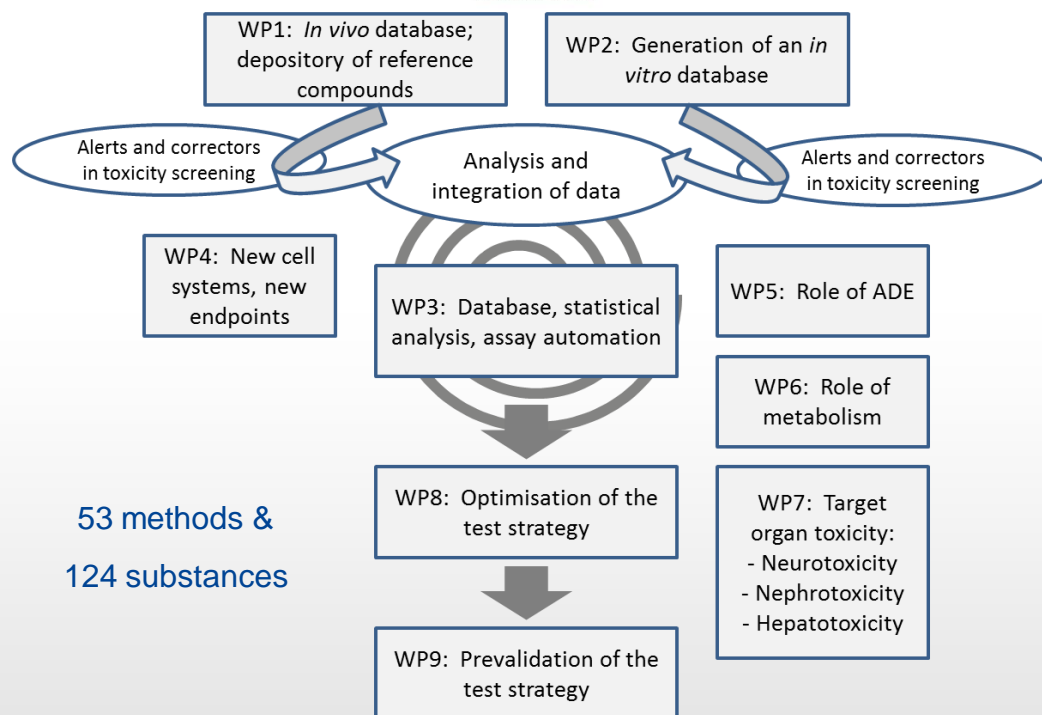 WP1: In vivo database;
depository of reference
compounds
WP2: Generation of an in
vitro database
Alerts and correctors
in toxicity screening
Analysis and
integration of data
Alerts and correctors
in toxicity screening
WP4: New cell
systems, new
endpoints
WP3: Database, statistical
analysis, assay automation
WP5: Role of ADE
WP6: Role of
metabolism
53 methods &
124 substances
WP8: Optimisation of the
test strategy
WP7: Target
organ toxicity:
- Neurotoxicity
- Nephrotoxicity
- Hepatotoxicity
WP9: Prevalidation of the
test strategy